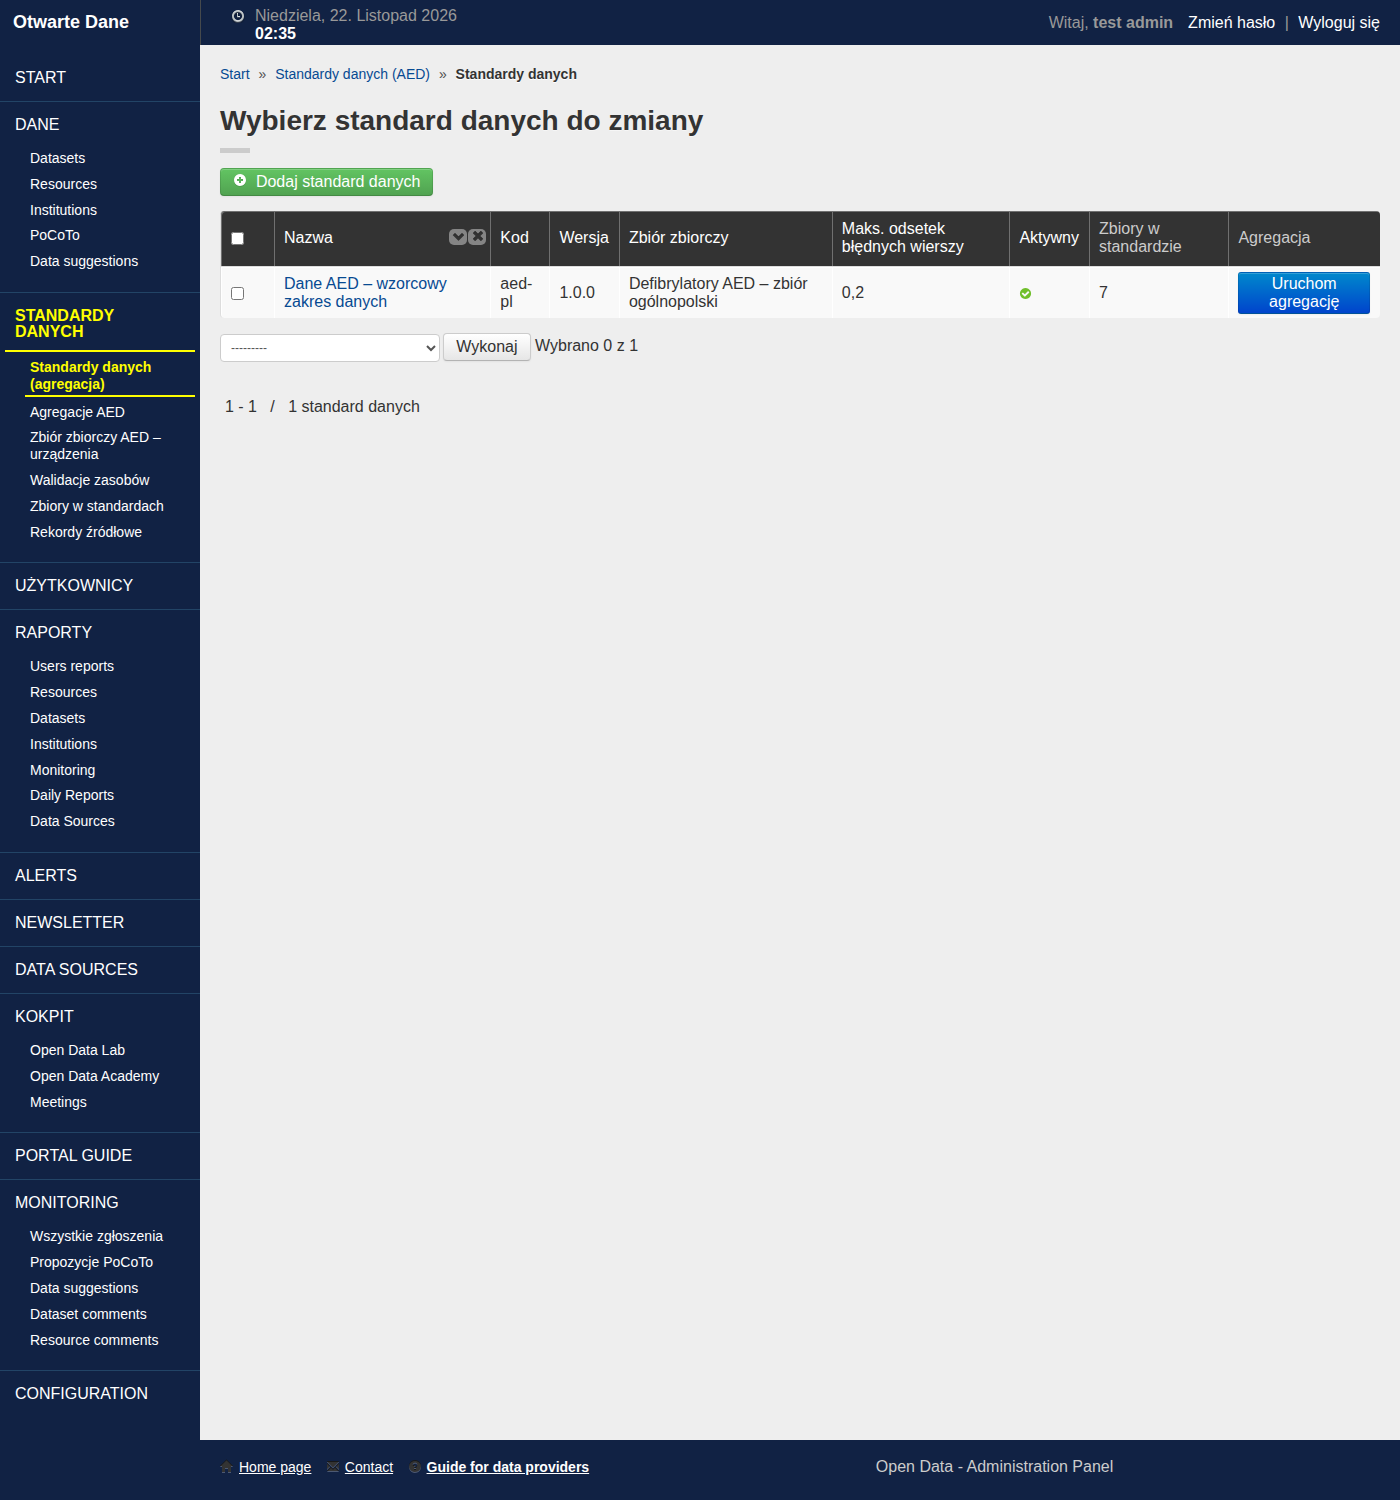 Otwarte Dane
Niedziela, 22. Listopad 2026
02:35
Witaj, test admin Zmień hasło | Wyloguj się
START
DANE
Datasets
Resources
Institutions
PoCoTo
Data suggestions
STANDARDY
DANYCH
Standardy danych
(agregacja)
Agregacje AED
Zbiór zbiorczy AED –
urządzenia
Walidacje zasobów
Zbiory w standardach
Rekordy źródłowe
UŻYTKOWNICY
RAPORTY
Users reports
Resources
Datasets
Institutions
Monitoring
Daily Reports
Data Sources
ALERTS
NEWSLETTER
DATA SOURCES
KOKPIT
Open Data Lab
Open Data Academy
Meetings
PORTAL GUIDE
MONITORING
Wszystkie zgłoszenia
Propozycje PoCoTo
Data suggestions
Dataset comments
Resource comments
CONFIGURATION
Start » Standardy danych (AED) » Standardy danych
Wybierz standard danych do zmiany
Dodaj standard danych
Nazwa
Kod
Wersja
Zbiór zbiorczy
Maks. odsetek
błędnych wierszy
Aktywny
Zbiory w
standardzie
Agregacja
Dane AED – wzorcowy
zakres danych
aed-
pl
1.0.0
Defibrylatory AED – zbiór
ogólnopolski
0,2
7
Uruchom
agregację
---------
Wykonaj
Wybrano 0 z 1
1 - 1 / 1 standard danych
Home page
Contact
Guide for data providers
Open Data - Administration Panel